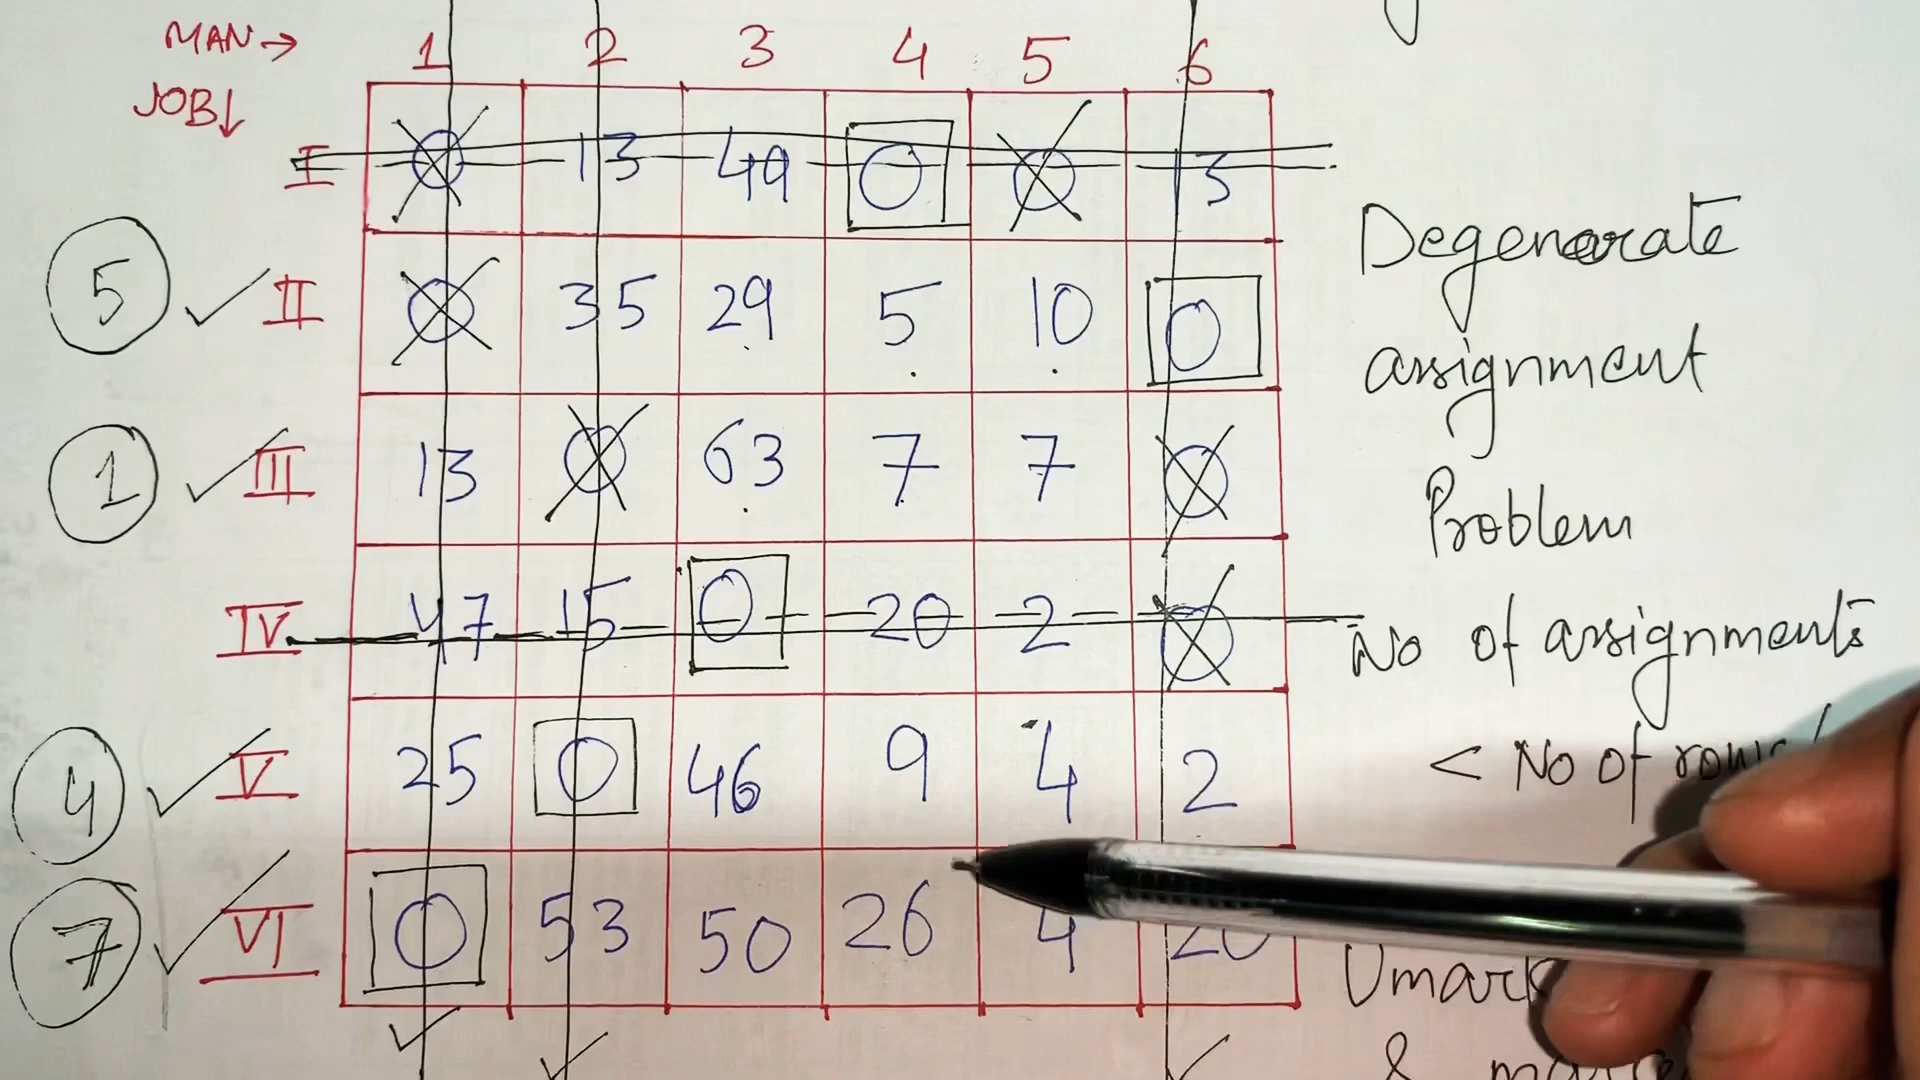 MAN→ 1 2 3 4 5 6
JOB↓
I 0 13 49 0 0 13
5 ✓ II 0 35 29 5 10 0
1 ✓ III 13 0 63 7 7 0
IV 47 15 0 20 2 0
4 ✓ V 25 0 46 9 4 2
7 ✓ VI 0 53 50 26 4 20
✓ ✓ ✓
Degenerate
assignment
Problem
No of assignments
< No of rows
&